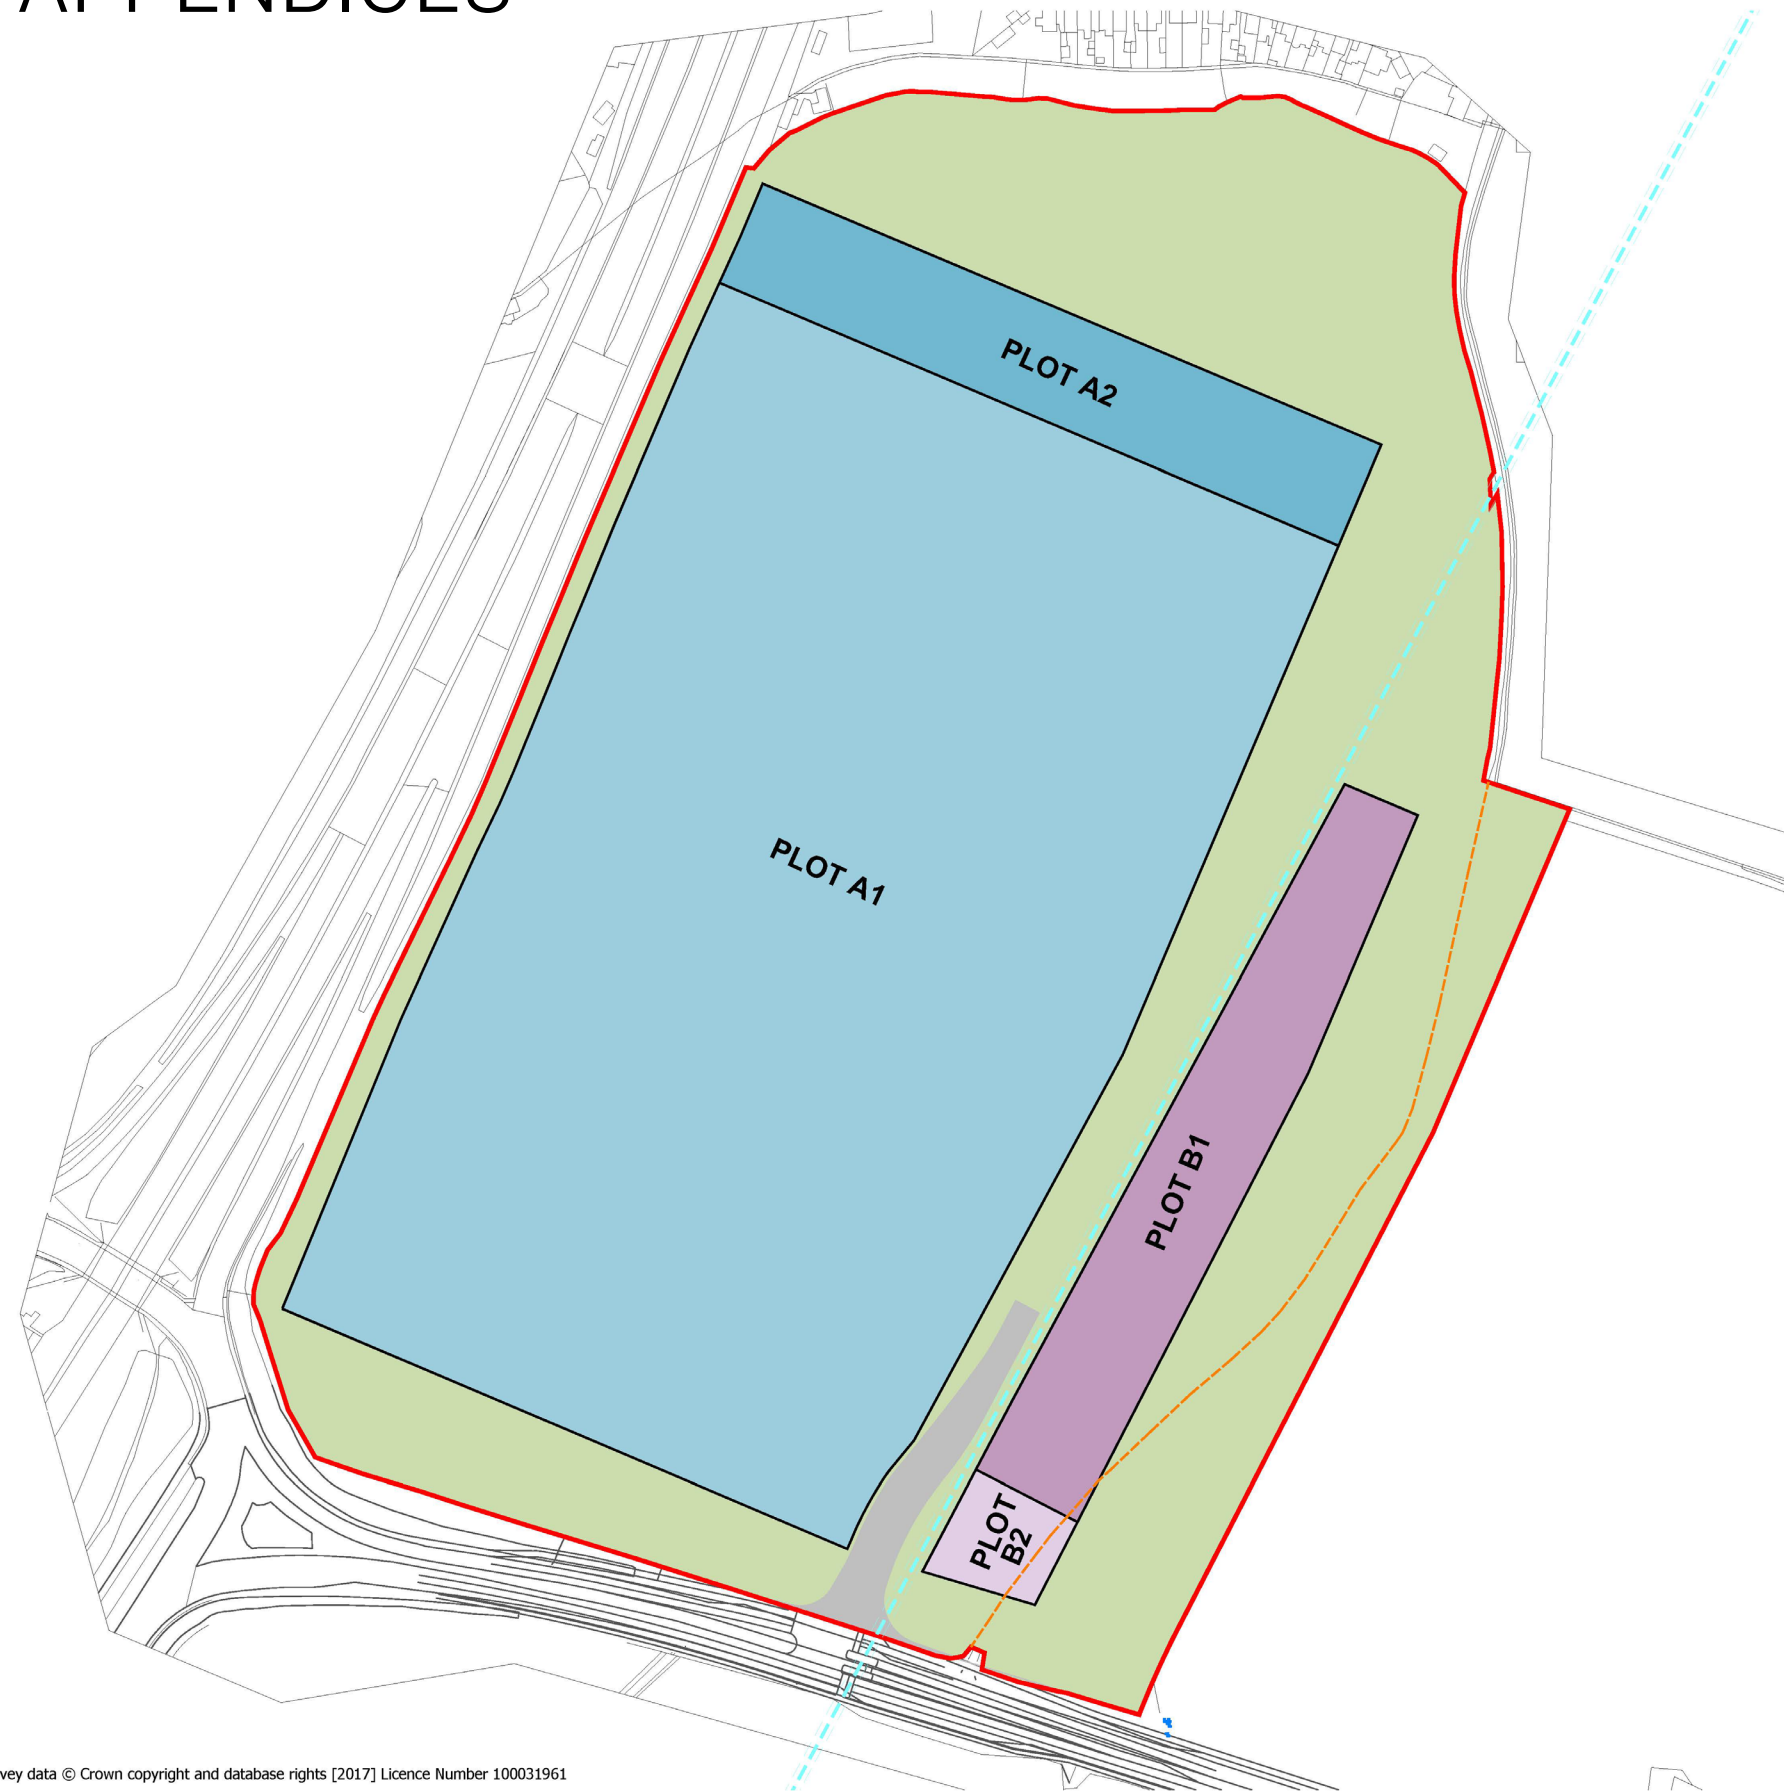 APPENDICES
PLOT A2
PLOT A1
PLOT B1
PLOT
B2
vey data © Crown copyright and database rights [2017] Licence Number 100031961